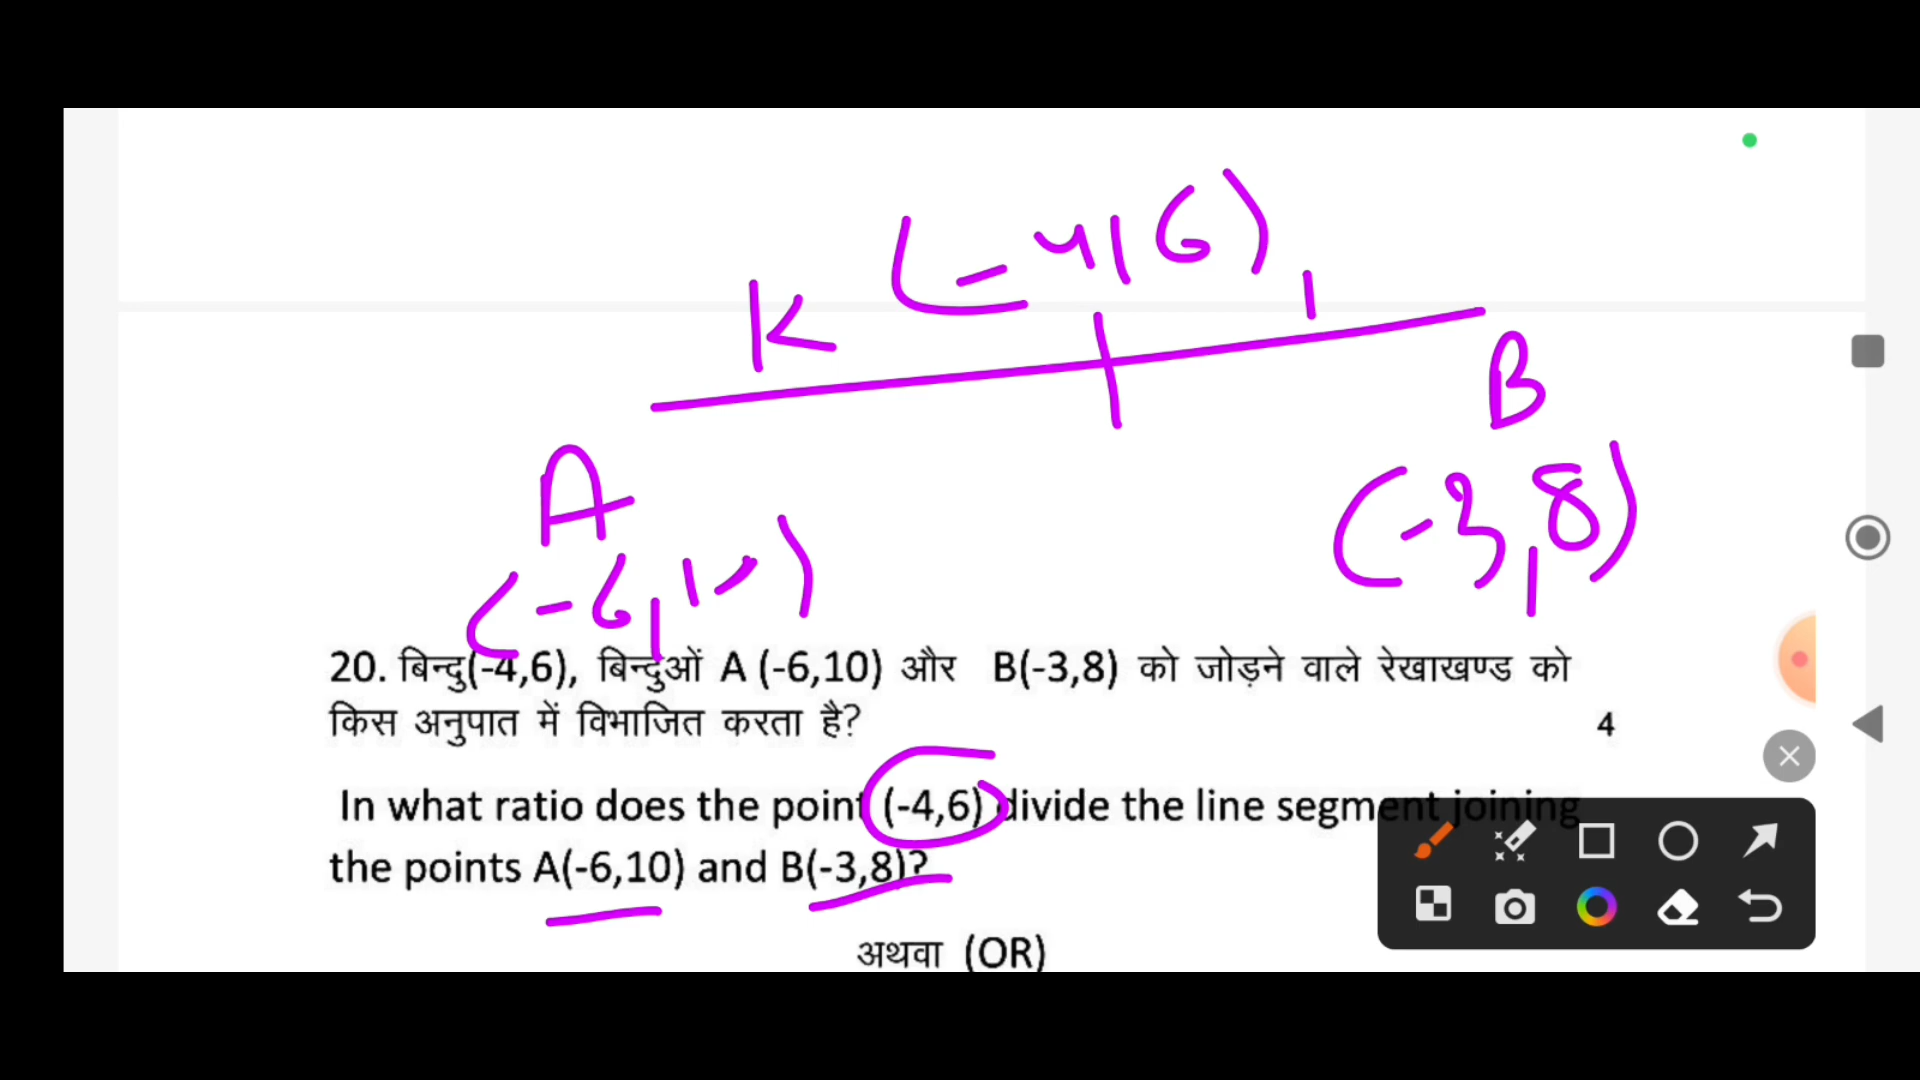 (-4,6)
K 1
A B
(-6,10) (-3,8)
20. बिन्दु(-4,6), बिन्दुओं A (-6,10) और B(-3,8) को जोड़ने वाले रेखाखण्ड को
किस अनुपात में विभाजित करता है? 4
In what ratio does the point (-4,6) divide the line segment joining
the points A(-6,10) and B(-3,8)?
अथवा (OR)